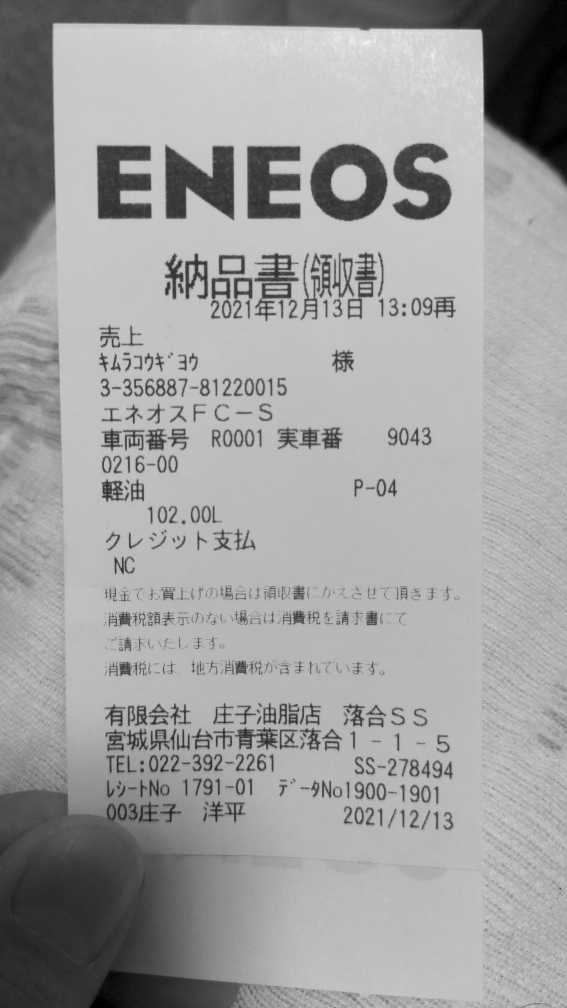 ENEOS
納品書(領収書)
2021年12月13日 13:09再
売上
ｷﾑﾗｺｳｷﾞﾖｳ 様
3-356887-81220015
エネオスＦＣ－Ｓ
車両番号 R0001 実車番 9043
0216-00
軽油 P-04
102.00L
クレジット支払
NC
現金でお買上げの場合は領収書にかえさせて頂きます。
消費税額表示のない場合は消費税を請求書にて
ご請求いたします。
消費税には、地方消費税が含まれています。
有限会社 庄子油脂店 落合ＳＳ
宮城県仙台市青葉区落合１－１－５
TEL:022-392-2261 SS-278494
ﾚｼｰﾄNo 1791-01 ﾃﾞｰﾀNo1900-1901
003庄子 洋平 2021/12/13